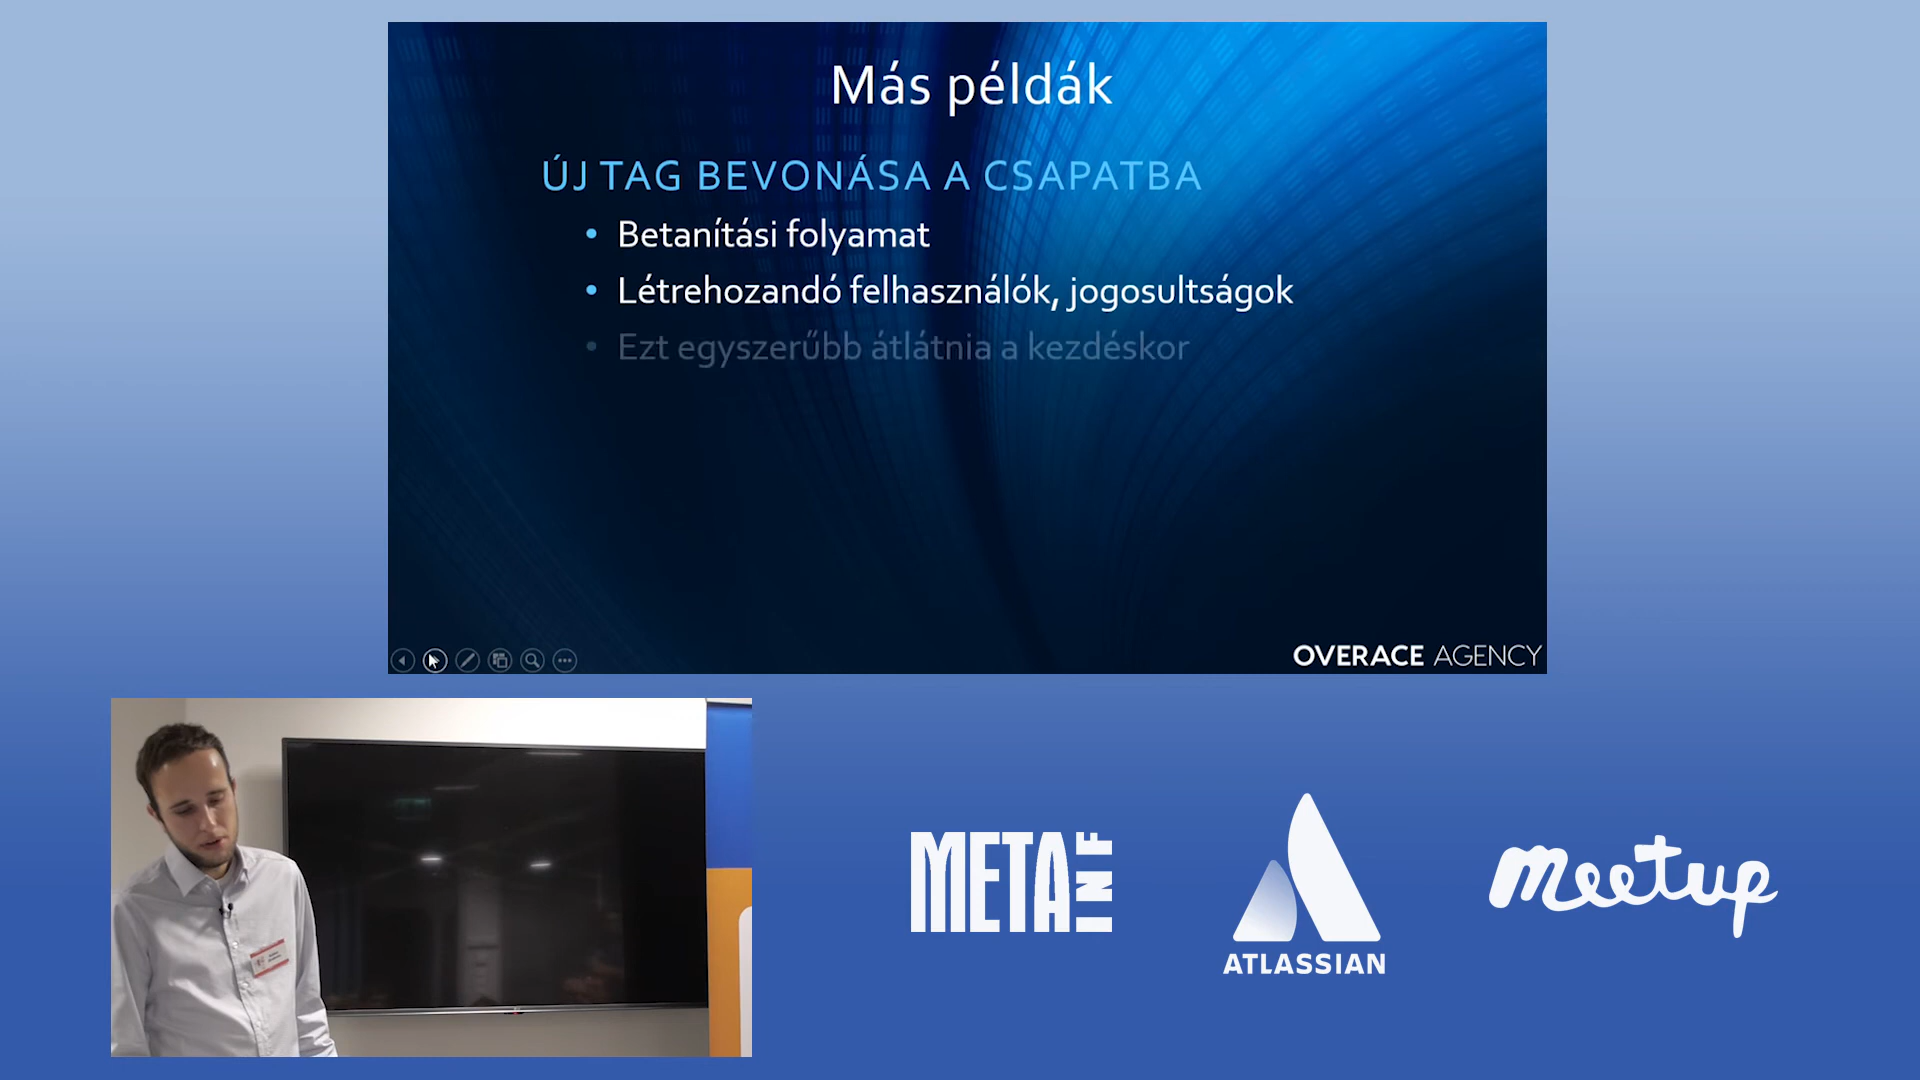 Más példák
ÚJ TAG BEVONÁSA A CSAPATBA
• Betanítási folyamat
• Létrehozandó felhasználók, jogosultságok
• Ezt egyszerűbb átlátnia a kezdéskor
OVERACE AGENCY
META INF
ATLASSIAN
meetup